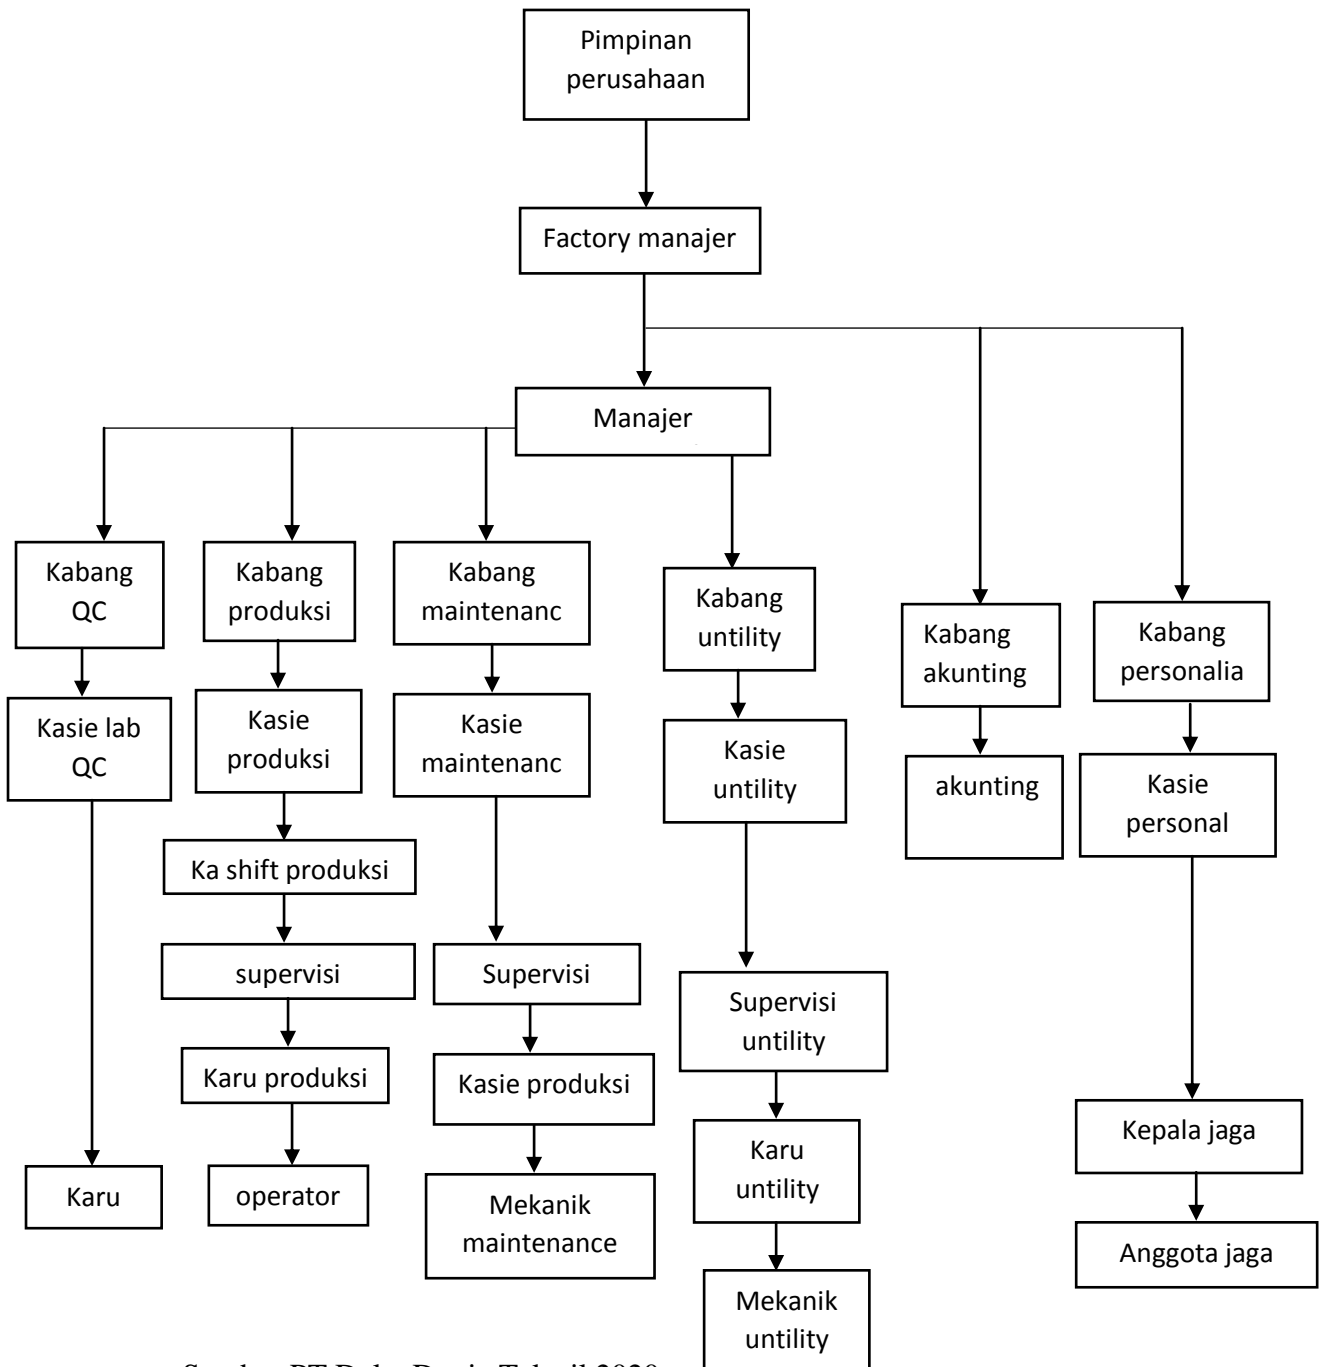 Pimpinan
perusahaan
Factory manajer
Manajer
Kabang
QC
Kabang
produksi
Kabang
maintenanc
Kabang
untility
Kabang
akunting
Kabang
personalia
Kasie lab
QC
Kasie
produksi
Kasie
maintenanc
Kasie
untility
akunting
Kasie
personal
Ka shift produksi
supervisi
Supervisi
Supervisi
untility
Karu produksi
Kasie produksi
Karu
untility
Kepala jaga
Karu
operator
Mekanik
maintenance
Anggota jaga
Mekanik
untility